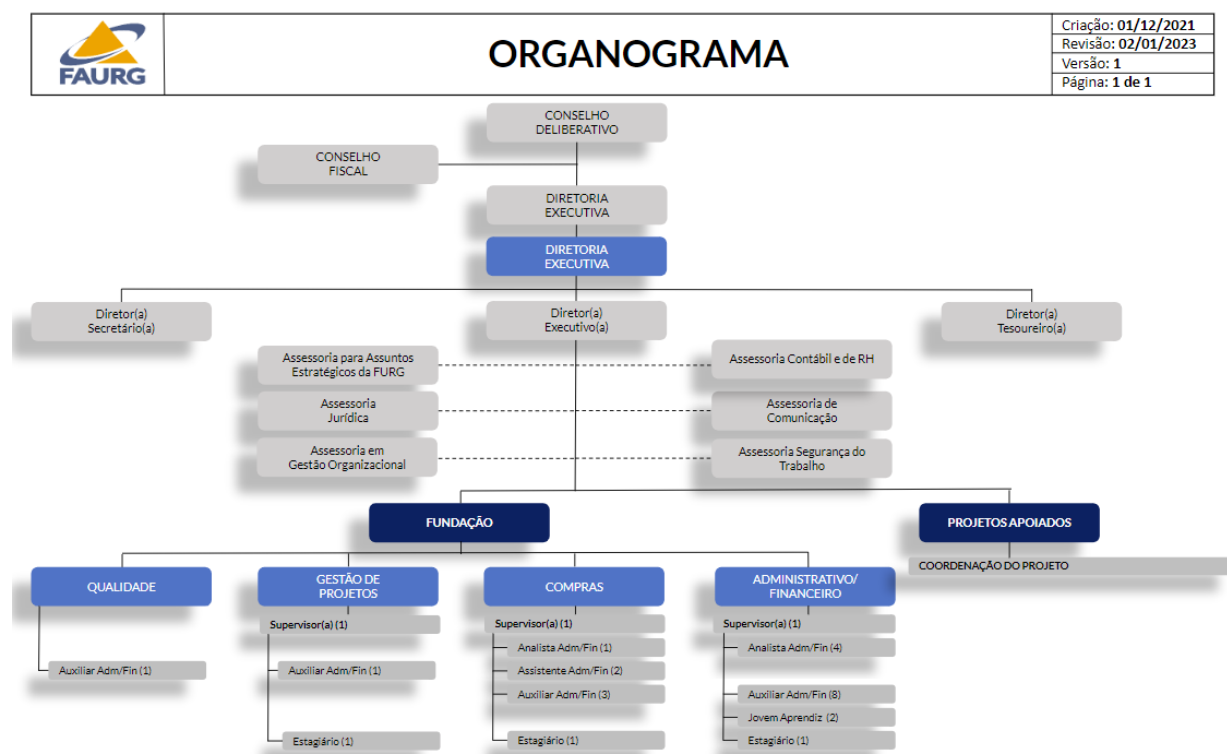 FAURG
ORGANOGRAMA
Criação: 01/12/2021
Revisão: 02/01/2023
Versão: 1
Página: 1 de 1
CONSELHO
DELIBERATIVO
CONSELHO
FISCAL
DIRETORIA
EXECUTIVA
DIRETORIA
EXECUTIVA
Diretor(a)
Secretário(a)
Diretor(a)
Executivo(a)
Diretor(a)
Tesoureiro(a)
Assessoria para Assuntos
Estratégicos da FURG
Assessoria Contábil e de RH
Assessoria
Jurídica
Assessoria de
Comunicação
Assessoria em
Gestão Organizacional
Assessoria Segurança do
Trabalho
FUNDAÇÃO
PROJETOS APOIADOS
COORDENAÇÃO DO PROJETO
QUALIDADE
Auxiliar Adm/Fin (1)
GESTÃO DE
PROJETOS
Supervisor(a) (1)
Auxiliar Adm/Fin (1)
Estagiário (1)
COMPRAS
Supervisor(a) (1)
Analista Adm/Fin (1)
Assistente Adm/Fin (2)
Auxiliar Adm/Fin (3)
Estagiário (1)
ADMINISTRATIVO/
FINANCEIRO
Supervisor(a) (1)
Analista Adm/Fin (4)
Auxiliar Adm/Fin (8)
Jovem Aprendiz (2)
Estagiário (1)